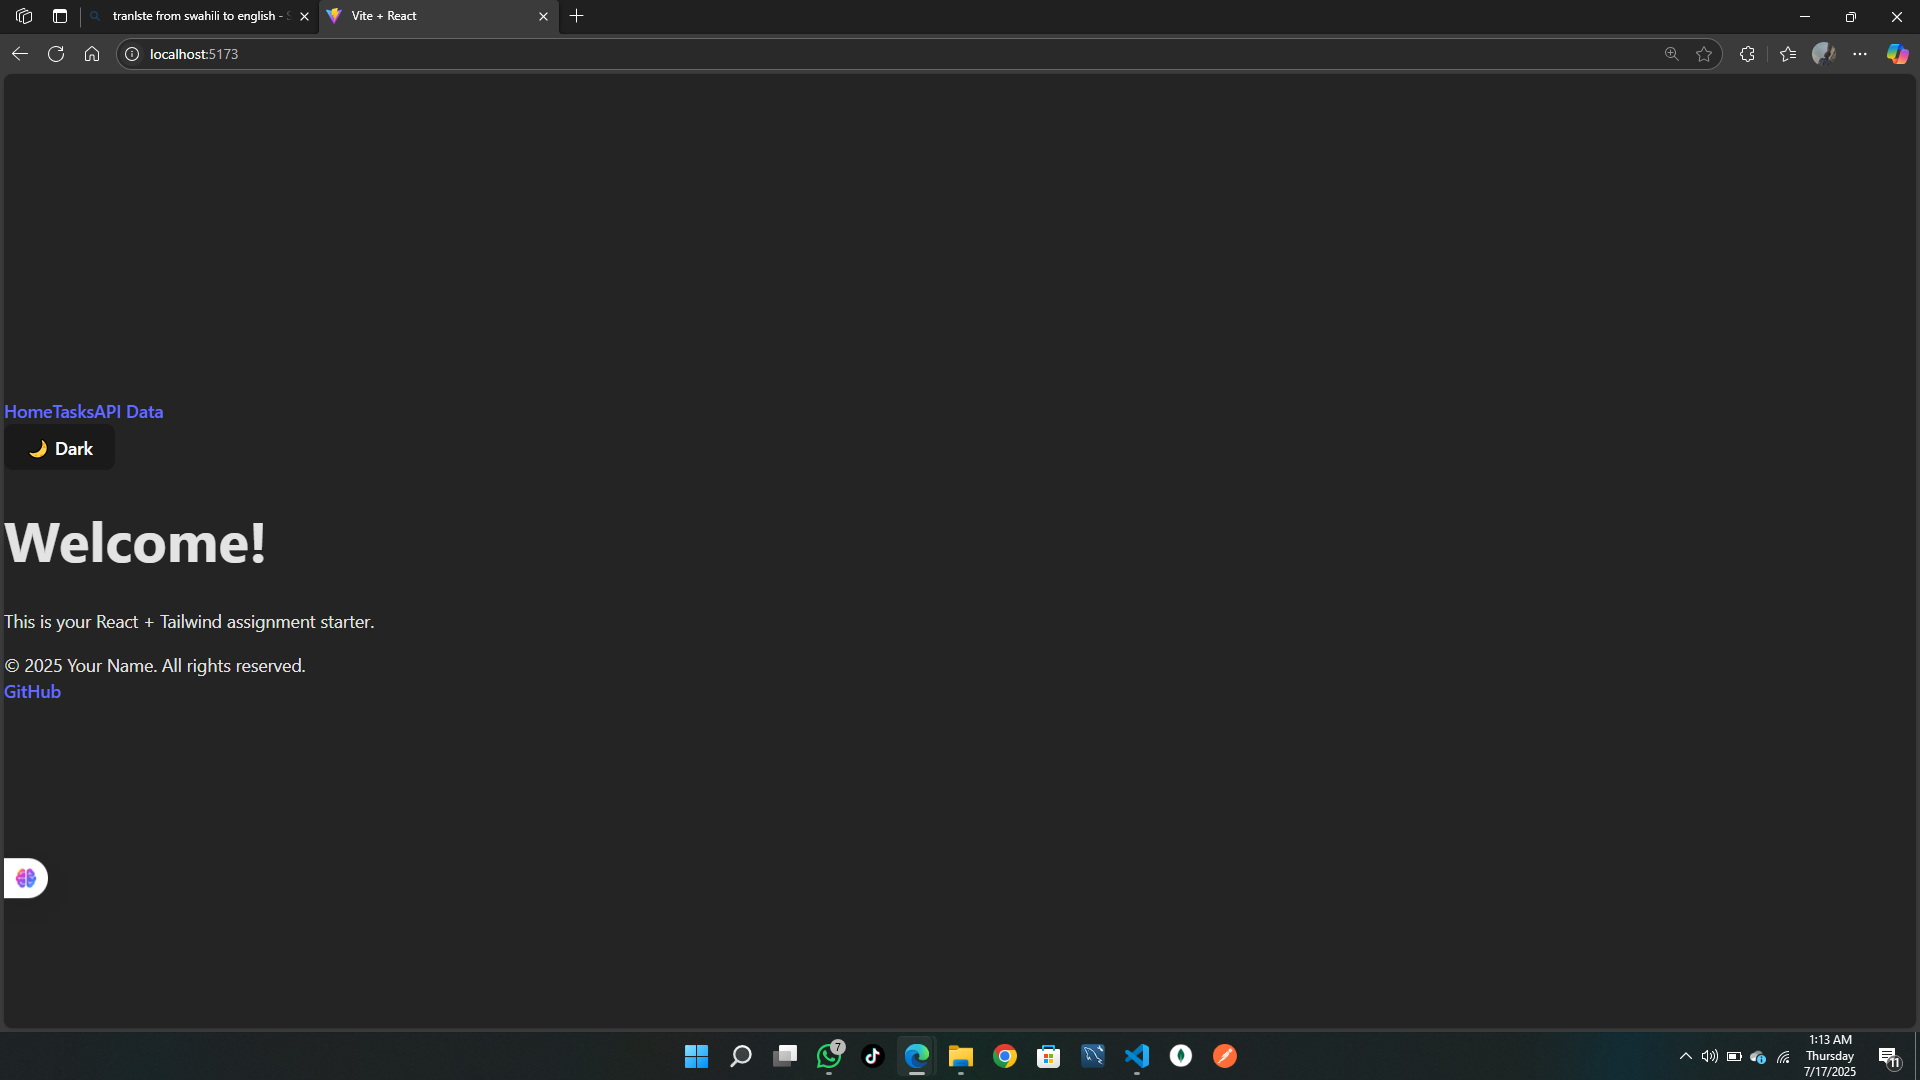 tranlste from swahili to english - S
Vite + React
localhost:5173
HomeTasksAPI Data
🌙 Dark
Welcome!
This is your React + Tailwind assignment starter.
© 2025 Your Name. All rights reserved.
GitHub
7
1:13 AM
Thursday
7/17/2025
11